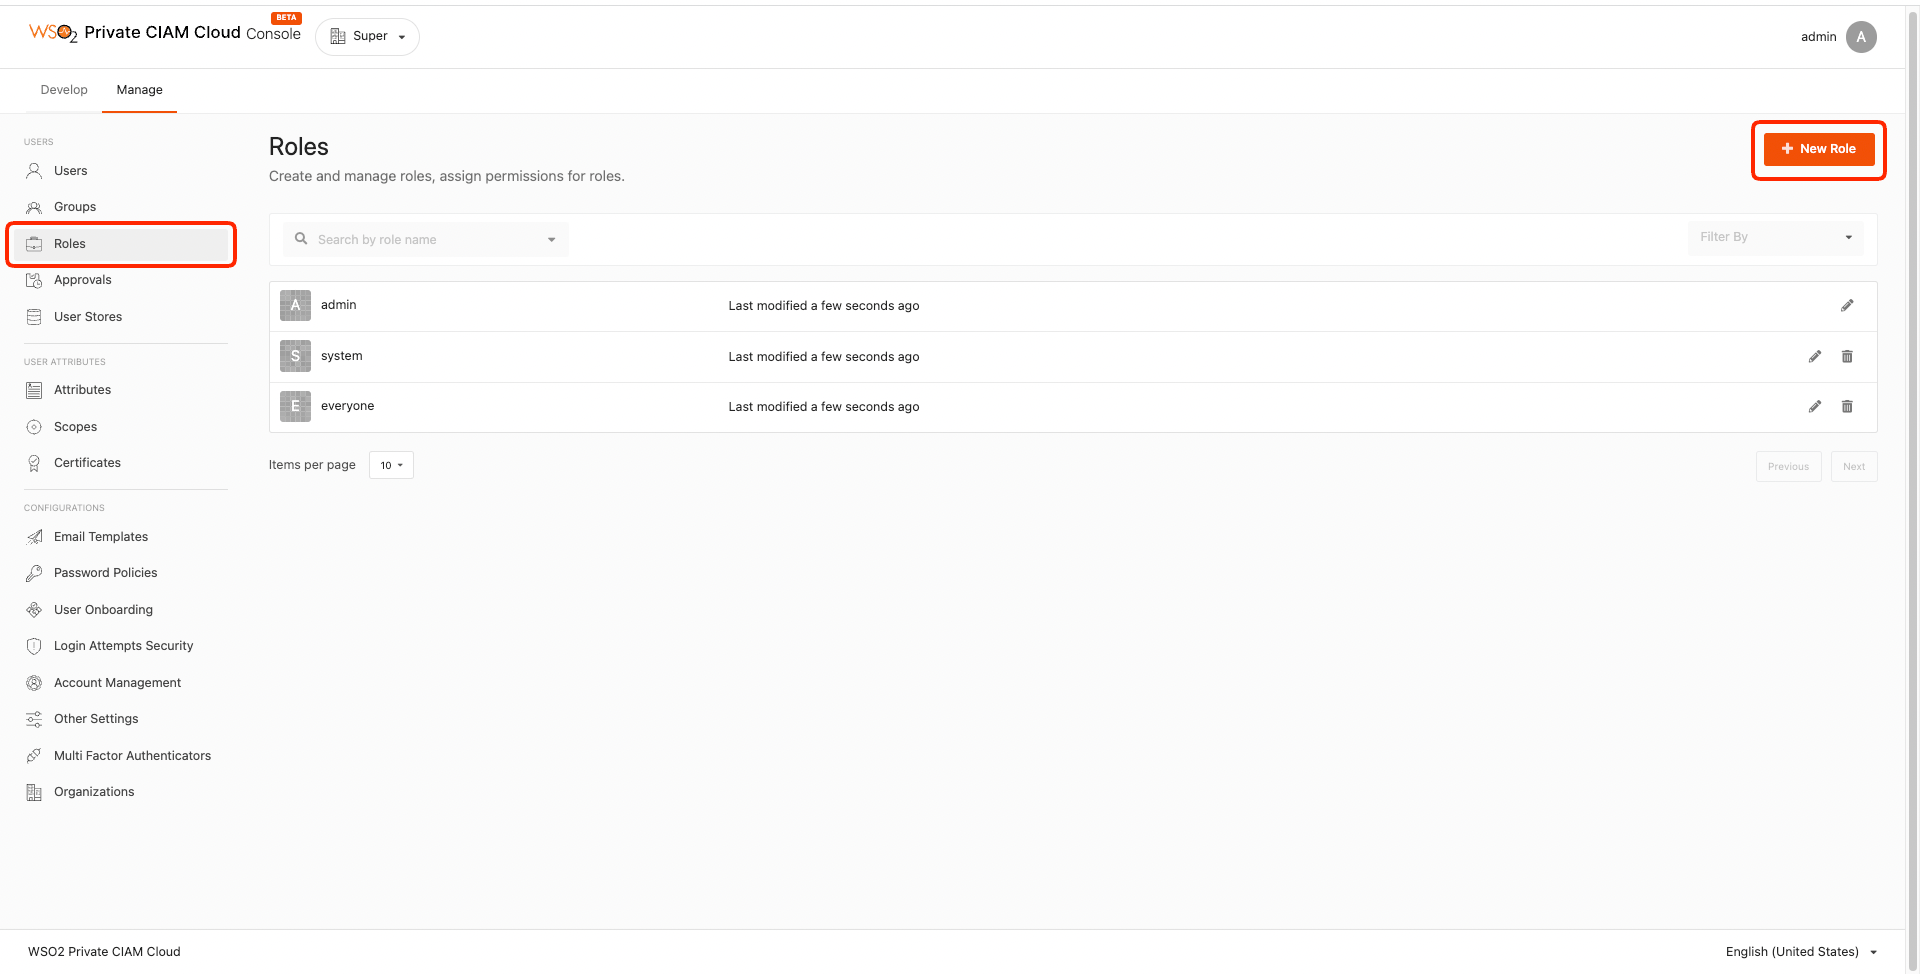 WSO2 Private CIAM Cloud Console BETA
Super
admin A
Develop
Manage
USERS
Users
Groups
Roles
Approvals
User Stores
USER ATTRIBUTES
Attributes
Scopes
Certificates
CONFIGURATIONS
Email Templates
Password Policies
User Onboarding
Login Attempts Security
Account Management
Other Settings
Multi Factor Authenticators
Organizations
Roles
Create and manage roles, assign permissions for roles.
New Role
Search by role name
Filter By
A admin Last modified a few seconds ago
S system Last modified a few seconds ago
E everyone Last modified a few seconds ago
Items per page 10
Previous
Next
WSO2 Private CIAM Cloud
English (United States)